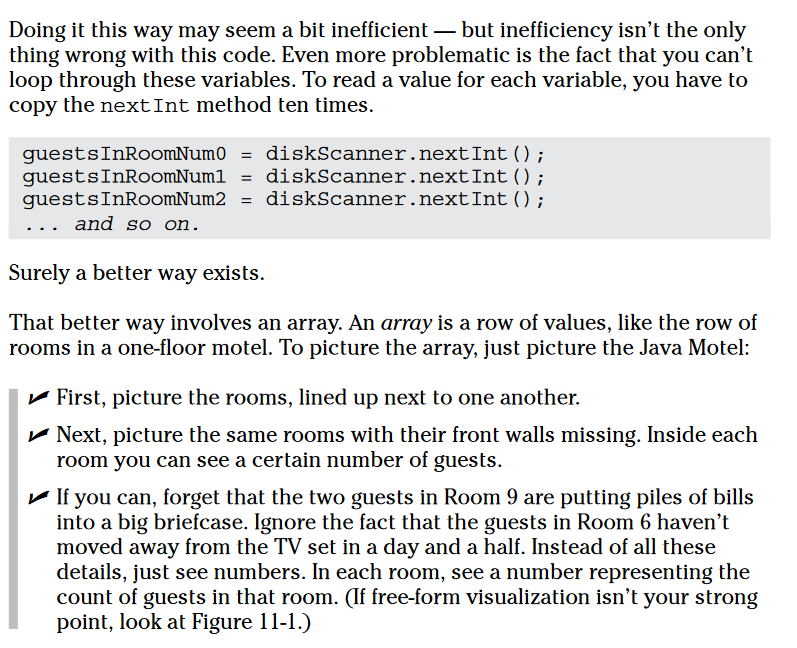 Doing it this way may seem a bit inefficient — but inefficiency isn't the only
thing wrong with this code. Even more problematic is the fact that you can't
loop through these variables. To read a value for each variable, you have to
copy the nextInt method ten times.
guestsInRoomNum0 = diskScanner.nextInt();
guestsInRoomNum1 = diskScanner.nextInt();
guestsInRoomNum2 = diskScanner.nextInt();
... and so on.
Surely a better way exists.
That better way involves an array. An array is a row of values, like the row of
rooms in a one-floor motel. To picture the array, just picture the Java Motel:
✓ First, picture the rooms, lined up next to one another.
✓ Next, picture the same rooms with their front walls missing. Inside each
room you can see a certain number of guests.
✓ If you can, forget that the two guests in Room 9 are putting piles of bills
into a big briefcase. Ignore the fact that the guests in Room 6 haven't
moved away from the TV set in a day and a half. Instead of all these
details, just see numbers. In each room, see a number representing the
count of guests in that room. (If free-form visualization isn't your strong
point, look at Figure 11-1.)